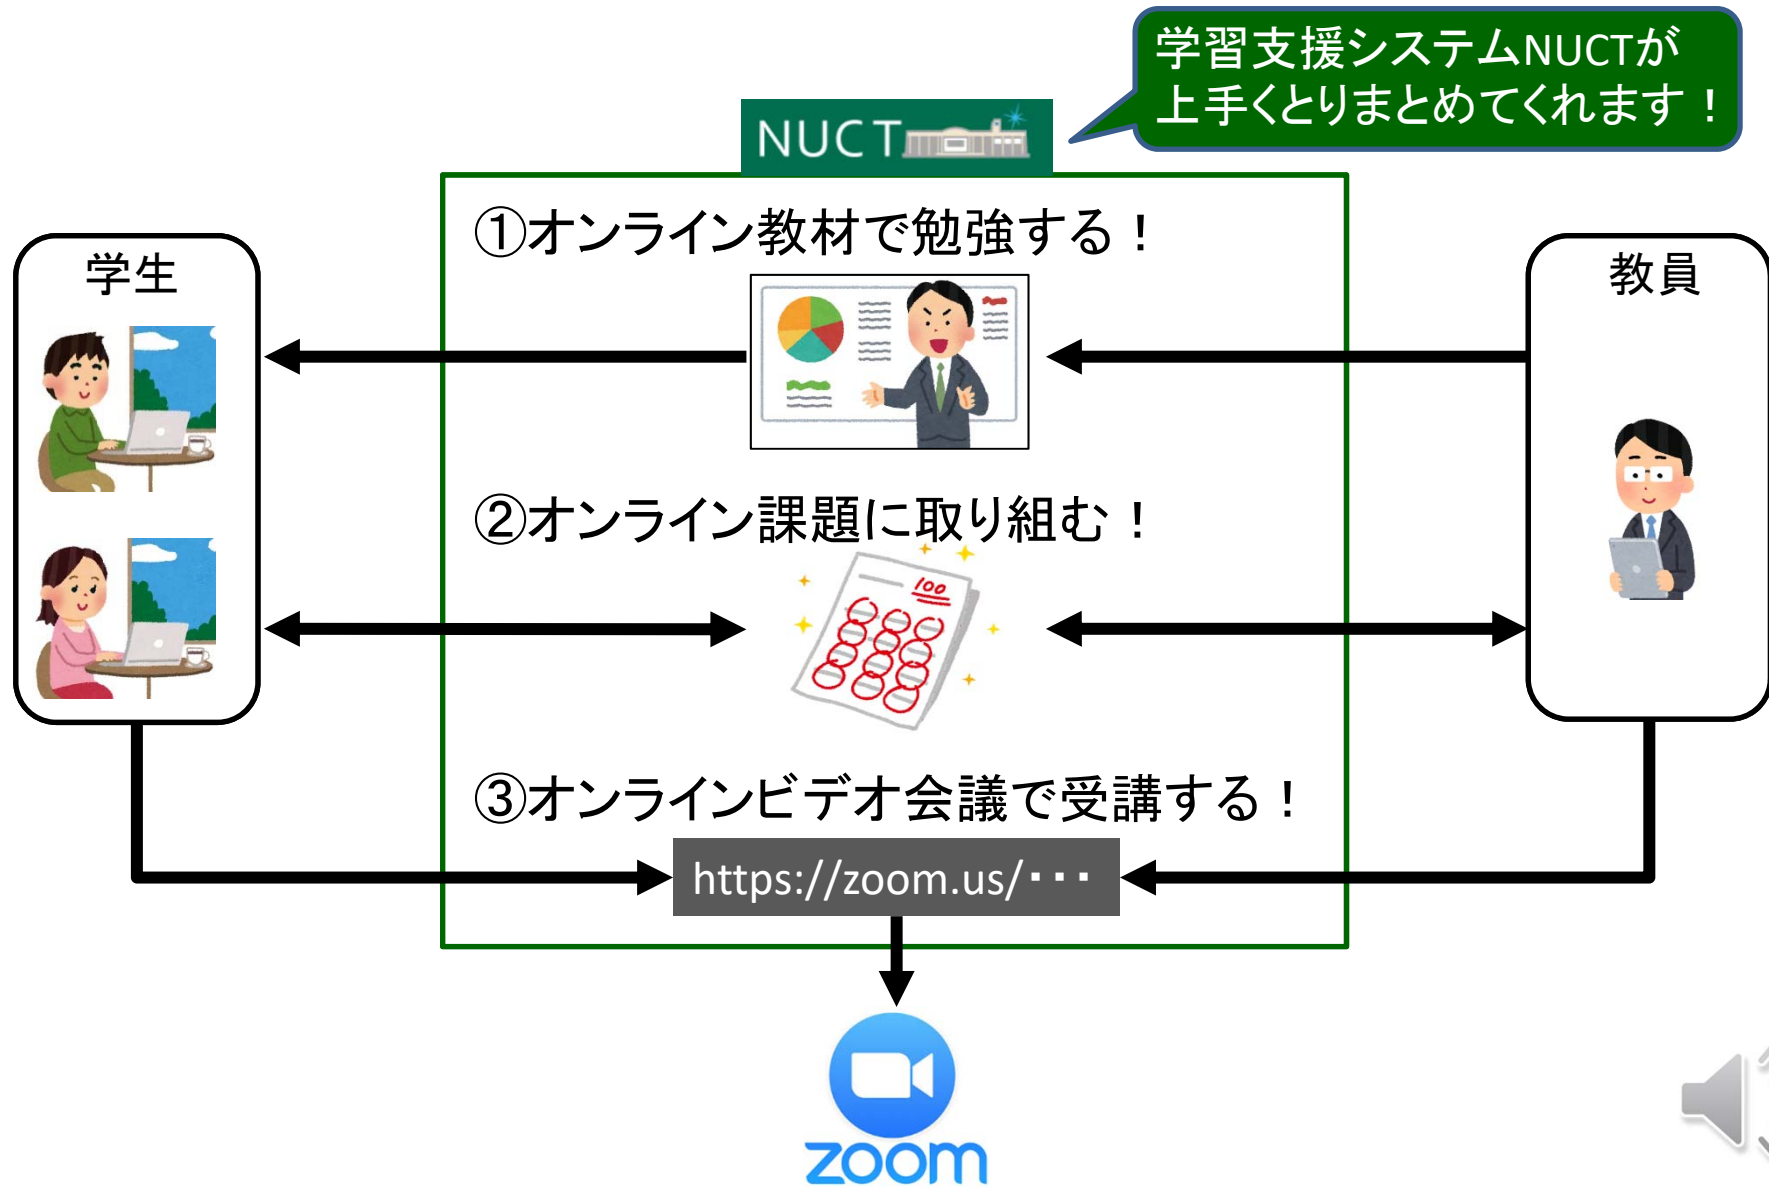 学習支援システムNUCTが
上手くとりまとめてくれます！
NUCT
①オンライン教材で勉強する！
学生
教員
②オンライン課題に取り組む！
100
③オンラインビデオ会議で受講する！
https://zoom.us/･･･
zoom